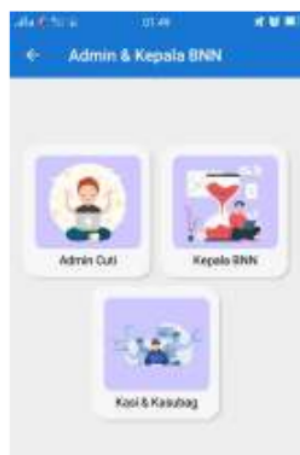 01:49
Admin & Kepala BNN
Admin Cuti
Kepala BNN
Kasi & Kasubag